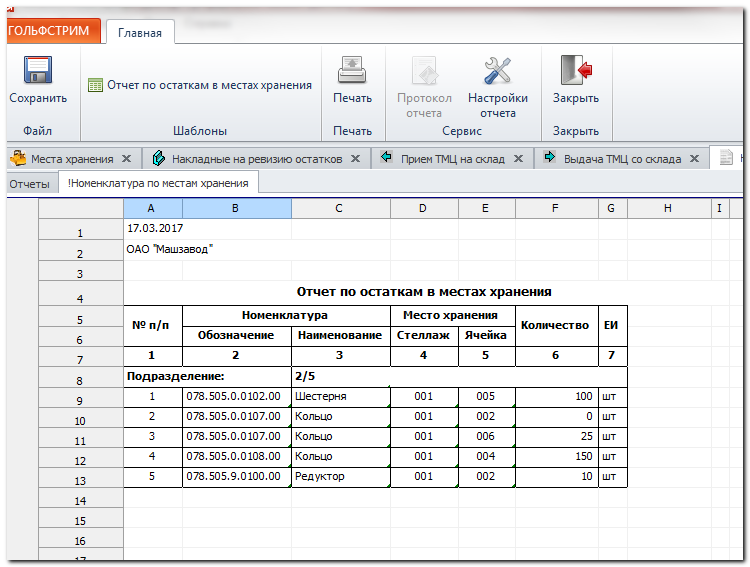 ГОЛЬФСТРИМ Главная
Сохранить Отчет по остаткам в местах хранения Печать Протокол отчета Настройки отчета Закрыть
Файл Шаблоны Печать Сервис Закрыть
Места хранения Накладные на ревизию остатков Прием ТМЦ на склад Выдача ТМЦ со склада
Отчеты !Номенклатура по местам хранения
A B C D E F G H I
1 17.03.2017
2 ОАО "Машзавод"
3
4 Отчет по остаткам в местах хранения
5 № п/п Номенклатура Место хранения Количество ЕИ
6 Обозначение Наименование Стеллаж Ячейка
7 1 2 3 4 5 6 7
8 Подразделение: 2/5
9 1 078.505.0.0102.00 Шестерня 001 005 100 шт
10 2 078.505.0.0107.00 Кольцо 001 002 0 шт
11 3 078.505.0.0107.00 Кольцо 001 006 25 шт
12 4 078.505.0.0108.00 Кольцо 001 004 150 шт
13 5 078.505.9.0100.00 Редуктор 001 002 10 шт
14
15
16
17